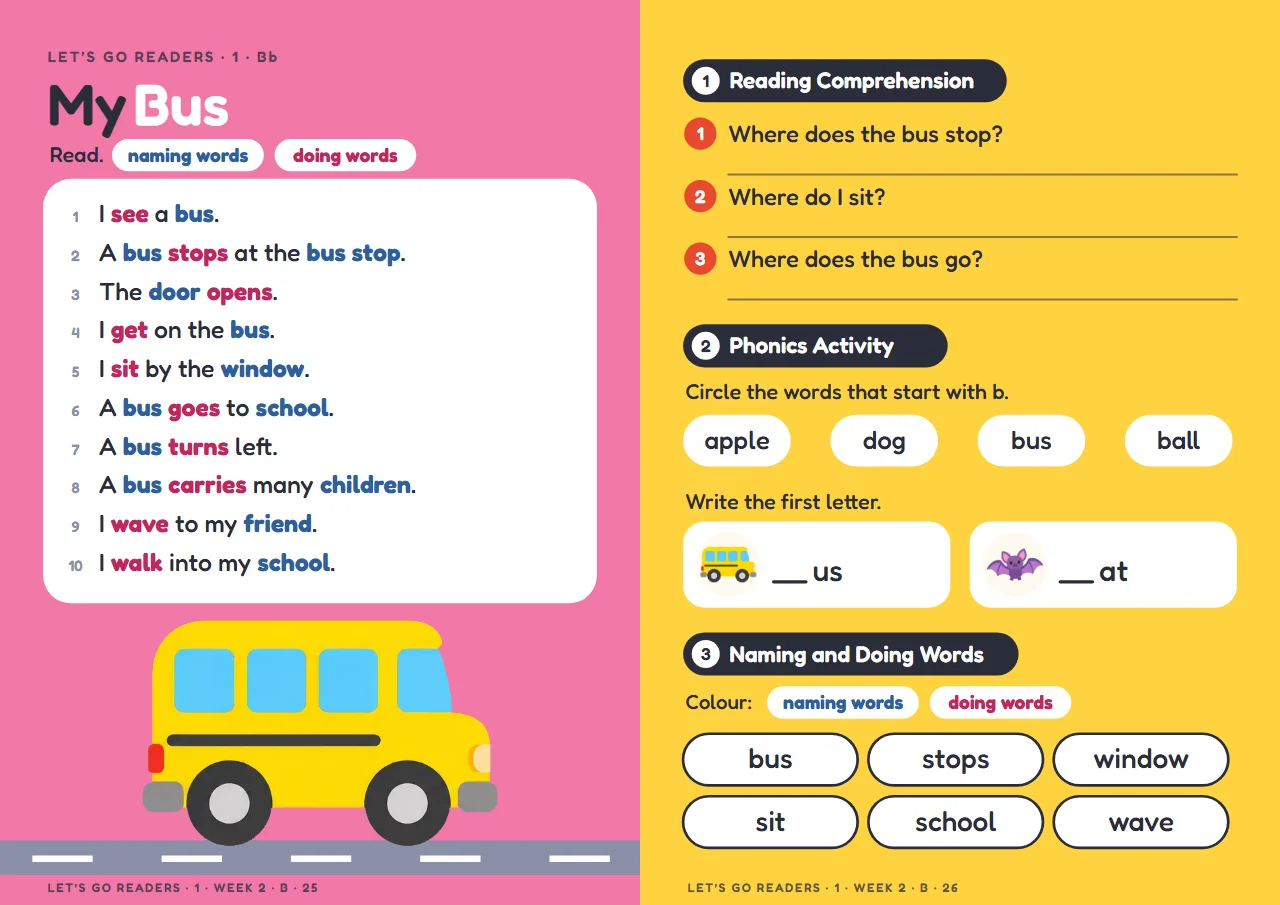 LET'S GO READERS · 1 · Bb
My Bus
Read. naming words doing words
1 I see a bus.
2 A bus stops at the bus stop.
3 The door opens.
4 I get on the bus.
5 I sit by the window.
6 A bus goes to school.
7 A bus turns left.
8 A bus carries many children.
9 I wave to my friend.
10 I walk into my school.
LET'S GO READERS · 1 · WEEK 2 · B · 25
1 Reading Comprehension
1 Where does the bus stop?
2 Where do I sit?
3 Where does the bus go?
2 Phonics Activity
Circle the words that start with b.
apple dog bus ball
Write the first letter.
__us __at
3 Naming and Doing Words
Colour: naming words doing words
bus stops window
sit school wave
LET'S GO READERS · 1 · WEEK 2 · B · 26